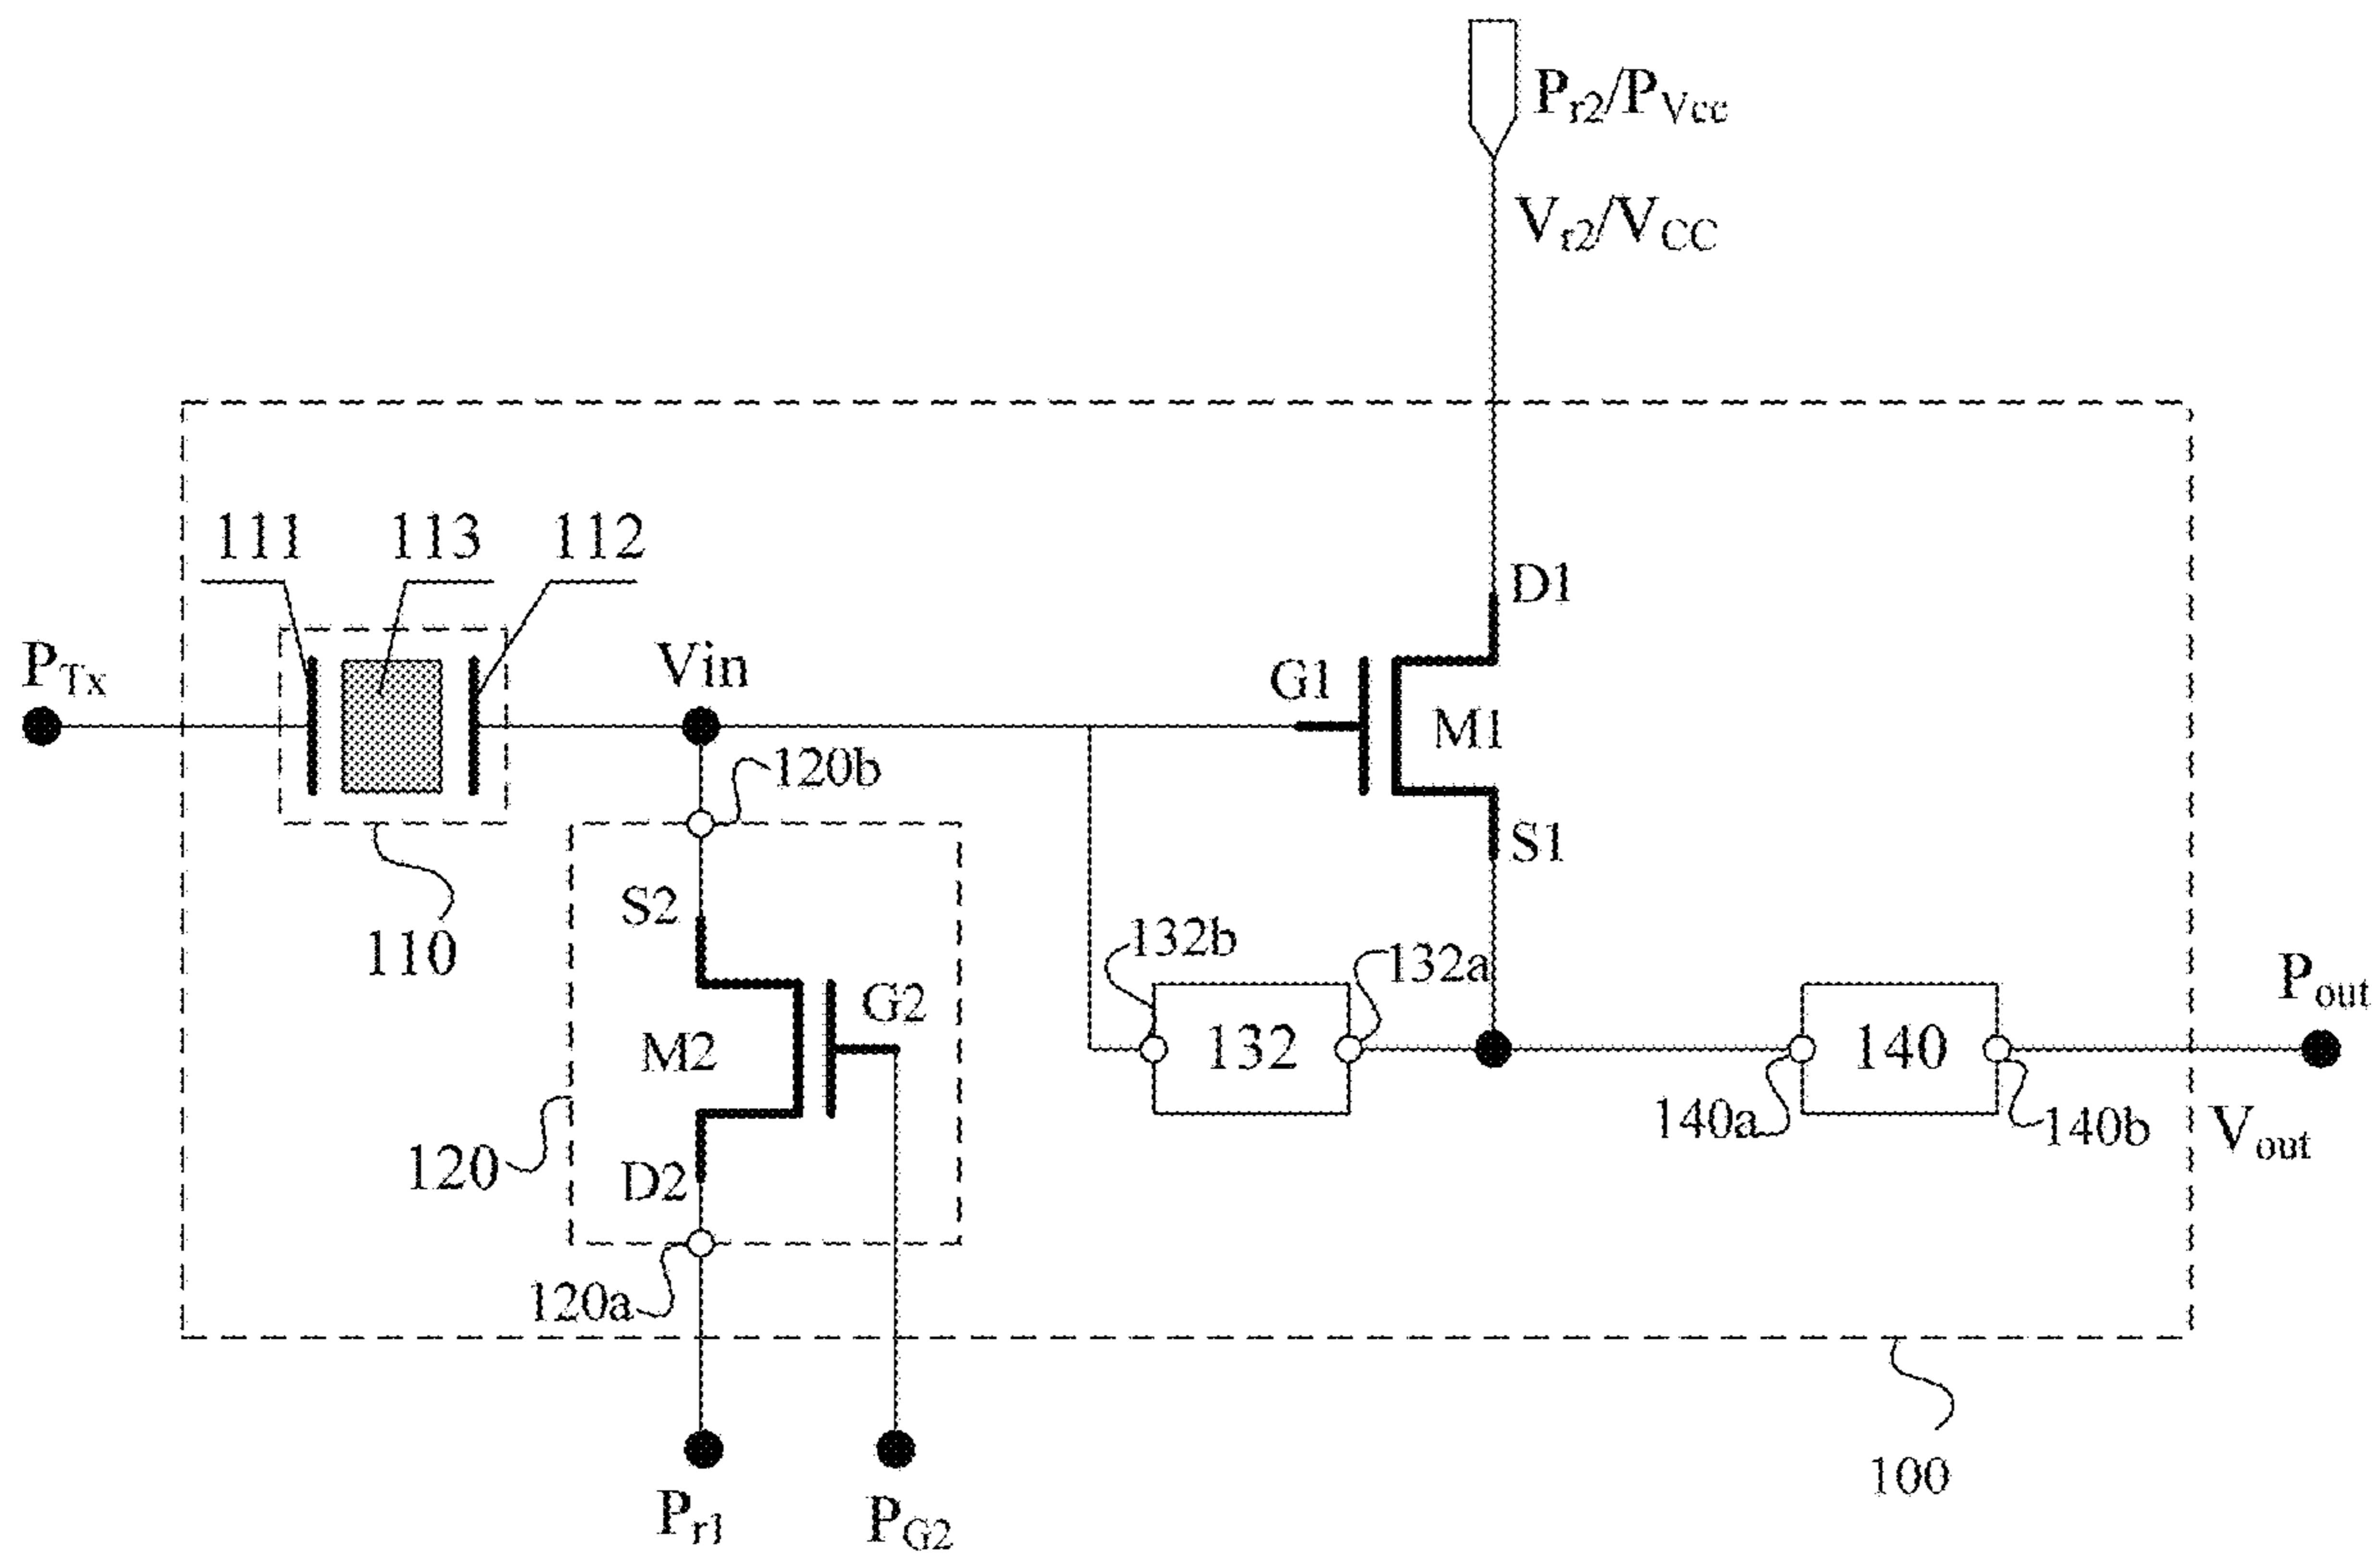 Pr2/PVcc
Vr2/VCC
111 113 112
D1
PTx
Vin
G1
M1
120b
S1
S2
132b
132a
110
G2
Pout
M2
132
140
140a
140b
Vout
120
D2
120a
100
Pr1
PG2